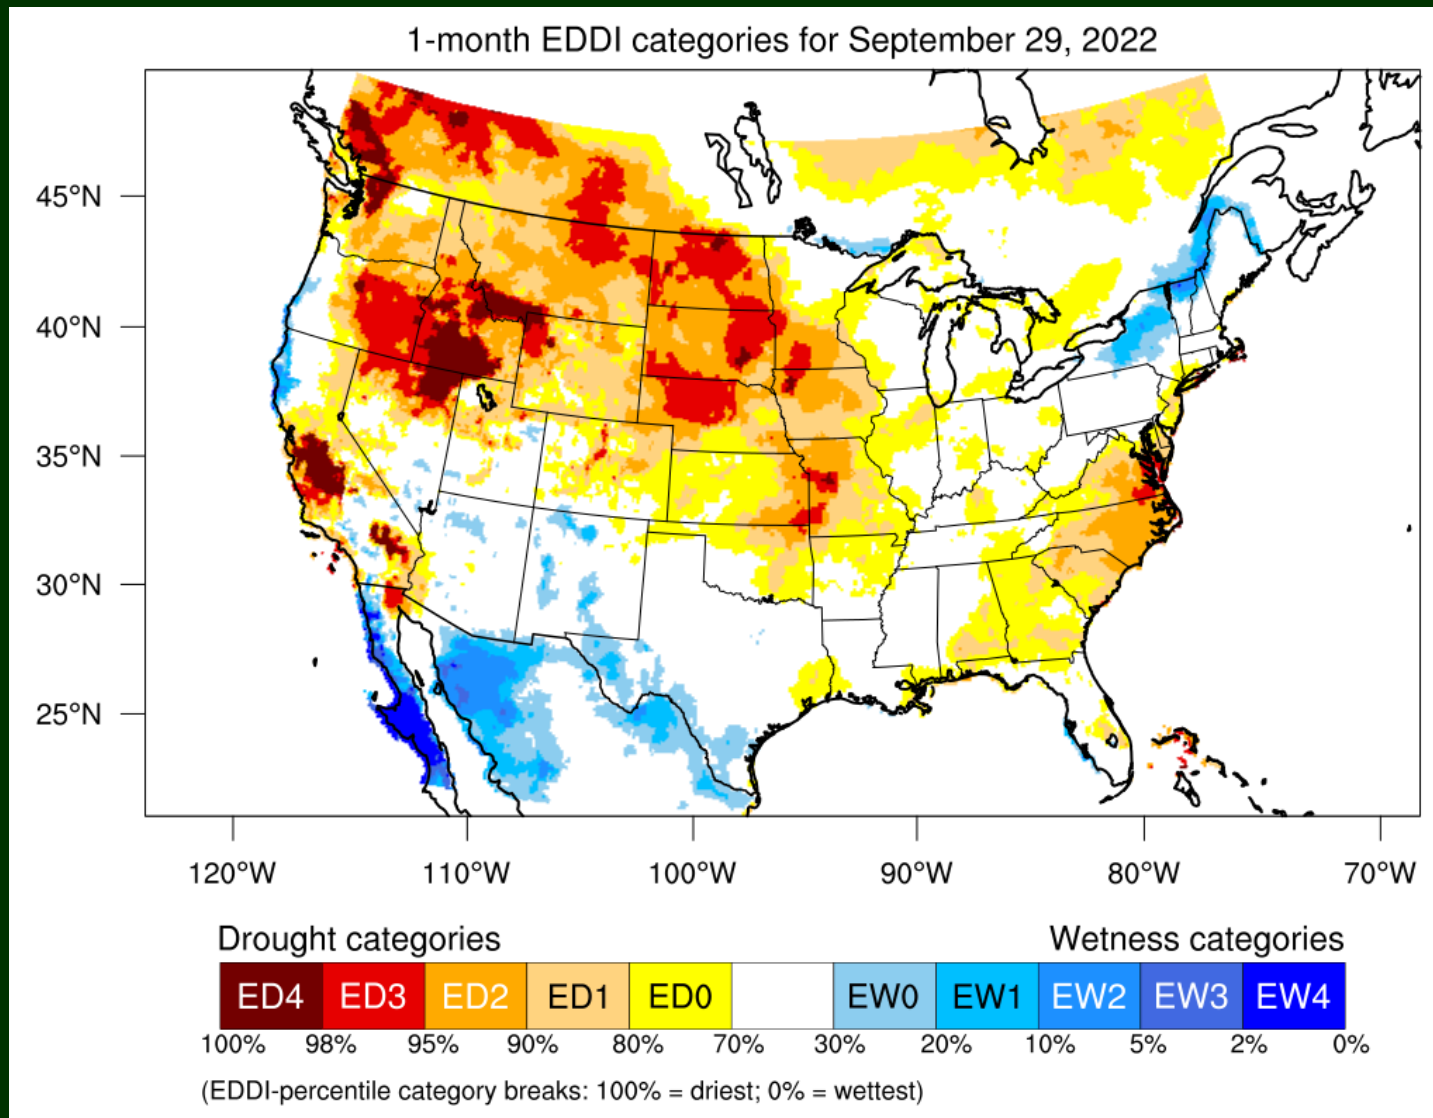 1-month EDDI categories for September 29, 2022
45°N
40°N
35°N
30°N
25°N
120°W 110°W 100°W 90°W 80°W 70°W
Drought categories Wetness categories
ED4 ED3 ED2 ED1 ED0 EW0 EW1 EW2 EW3 EW4
100% 98% 95% 90% 80% 70% 30% 20% 10% 5% 2% 0%
(EDDI-percentile category breaks: 100% = driest; 0% = wettest)